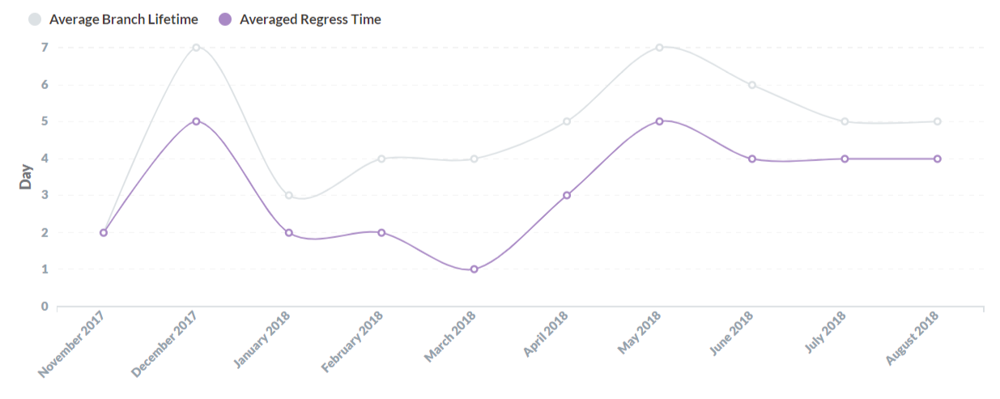 Average Branch Lifetime Averaged Regress Time
7
6
5
4
3
2
1
0
Day
November 2017
December 2017
January 2018
February 2018
March 2018
April 2018
May 2018
June 2018
July 2018
August 2018